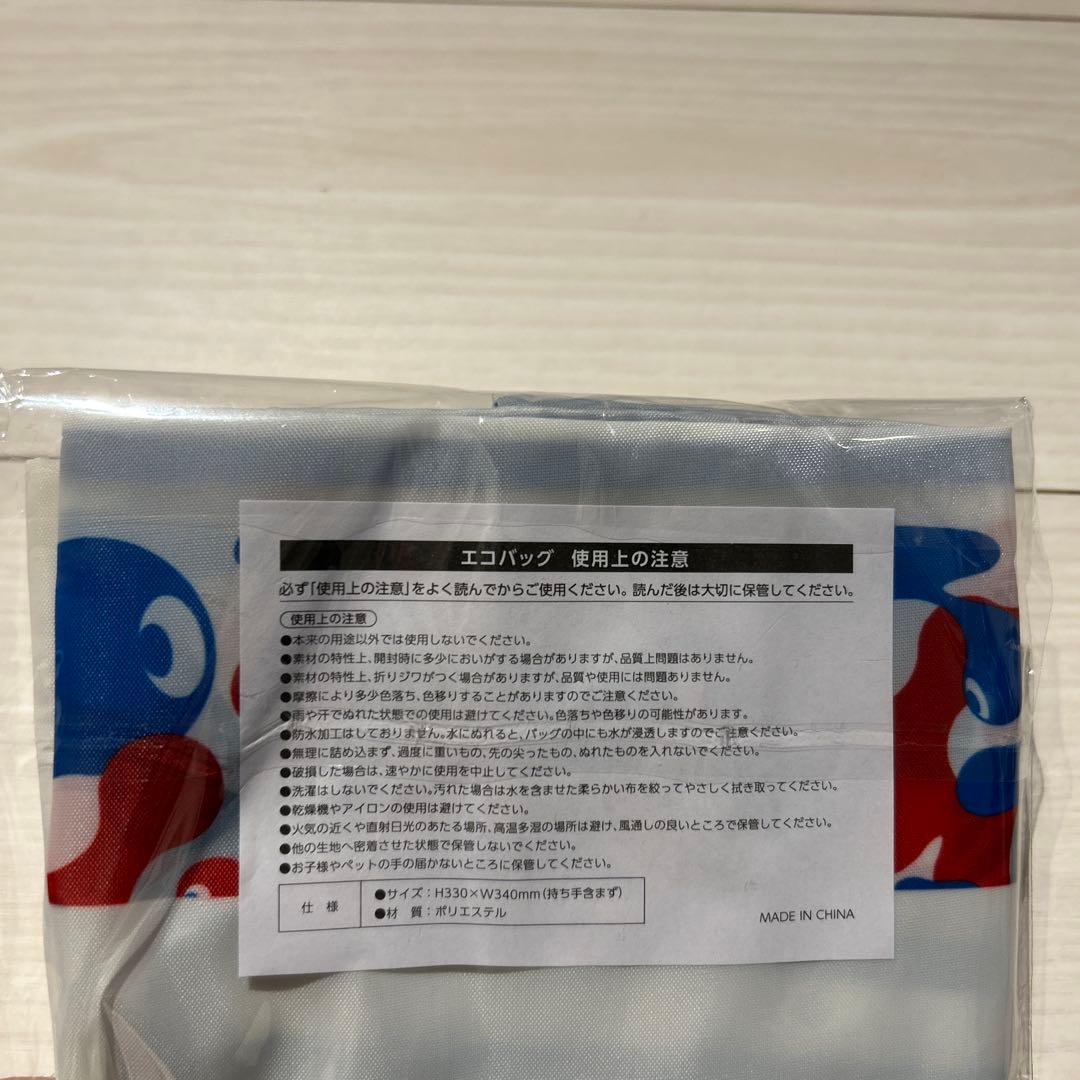 エコバッグ 使用上の注意
必ず「使用上の注意」をよく読んでからご使用ください。読んだ後は大切に保管してください。
使用上の注意
●本来の用途以外では使用しないでください。
●素材の特性上、開封時に多少においがする場合がありますが、品質上問題はありません。
●素材の特性上、折りジワがつく場合がありますが、品質や使用には問題ありません。
●摩擦により多少色落ち、色移りすることがありますのでご注意ください。
●雨や汗でぬれた状態での使用は避けてください。色落ちや色移りの可能性があります。
●防水加工はしておりません。水にぬれると、バッグの中にも水が浸透しますのでご注意ください。
●無理に詰め込まず、過度に重いもの、先の尖ったもの、ぬれたものを入れないでください。
●破損した場合は、速やかに使用を中止してください。
●洗濯はしないでください。汚れた場合は水を含ませた柔らかい布を絞ってやさしく拭き取ってください。
●乾燥機やアイロンの使用は避けてください。
●火気の近くや直射日光のあたる場所、高温多湿の場所は避け、風通しの良いところで保管してください。
●他の生地へ密着させた状態で保管しないでください。
●お子様やペットの手の届かないところに保管してください。
仕 様
●サイズ：H330×W340mm（持ち手含まず）
●材 質：ポリエステル
MADE IN CHINA